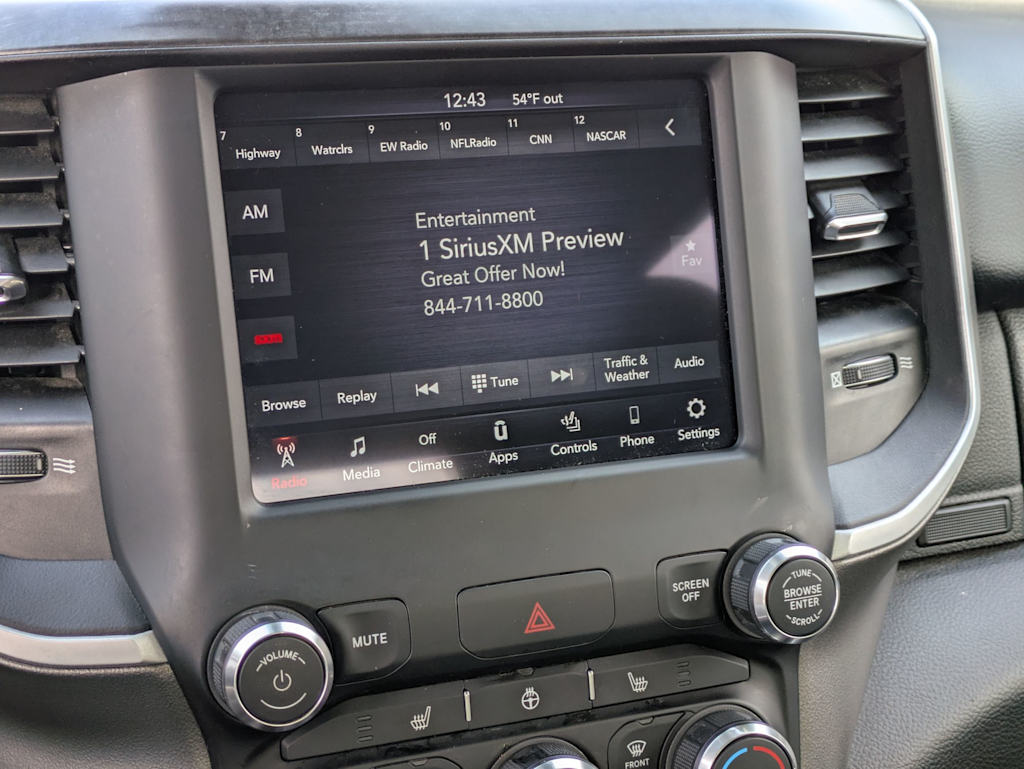 12:43 54°F out
7 Highway 8 Watrclrs 9 EW Radio 10 NFLRadio 11 CNN 12 NASCAR
AM
FM
Entertainment
1 SiriusXM Preview
Great Offer Now!
844-711-8800
Fav
Browse Replay Tune Traffic & Weather Audio
Radio Media Off Climate Apps Controls Phone Settings
VOLUME
MUTE
SCREEN
OFF
TUNE
BROWSE
ENTER
SCROLL
FRONT